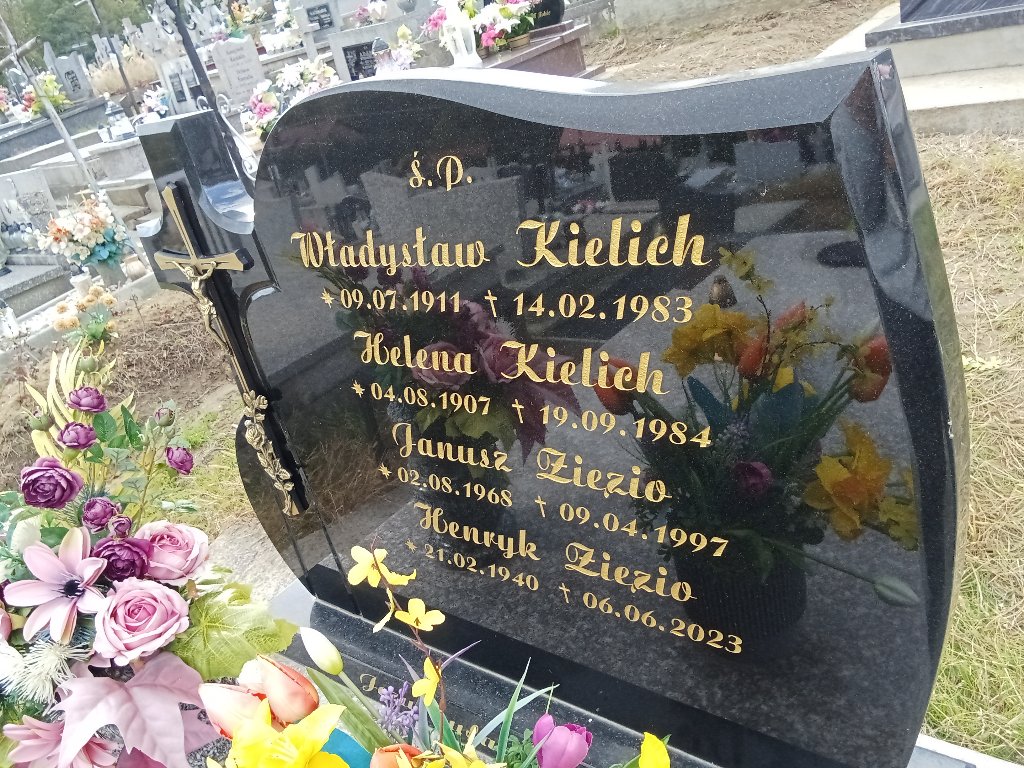 ś.P.
Władysław Kielich
* 09.07.1911 † 14.02.1983
Helena Kielich
* 04.08.1907 † 19.09.1984
Janusz Ziezio
* 02.08.1968 † 09.04.1997
Henryk Ziezio
* 21.02.1940 † 06.06.2023